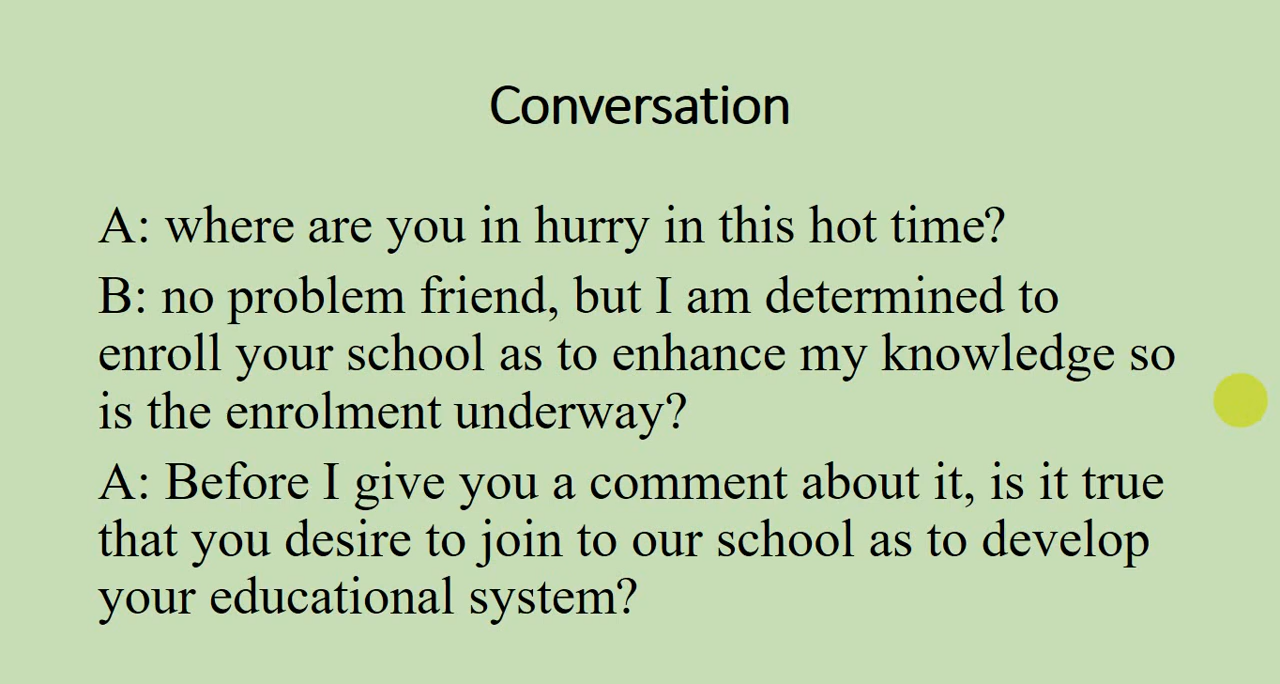 Conversation
A: where are you in hurry in this hot time?
B: no problem friend, but I am determined to
enroll your school as to enhance my knowledge so
is the enrolment underway?
A: Before I give you a comment about it, is it true
that you desire to join to our school as to develop
your educational system?